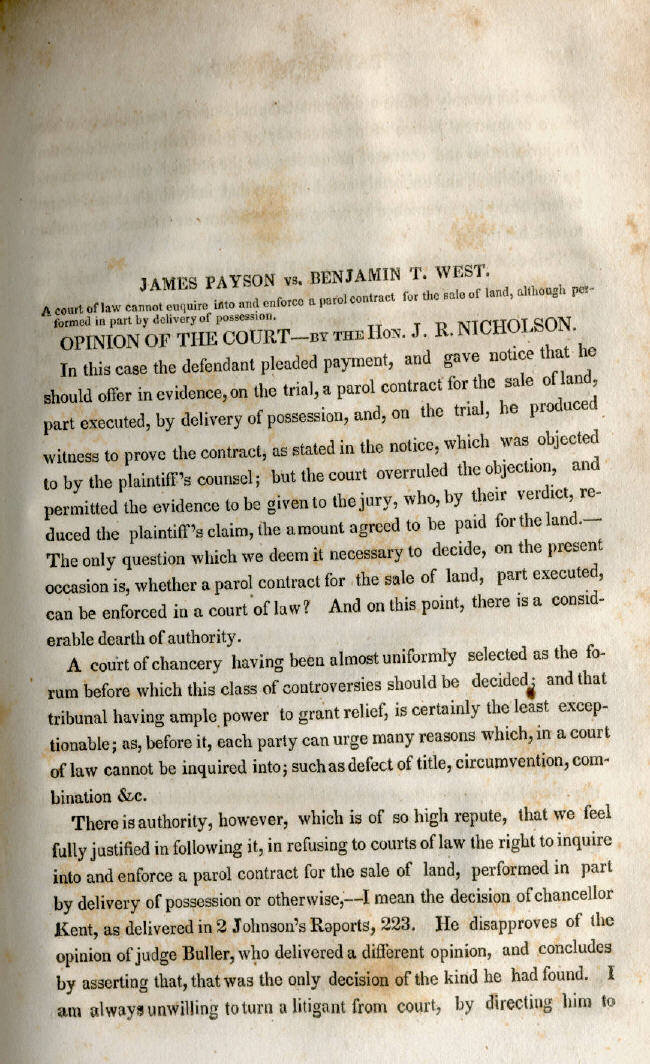 JAMES PAYSON vs. BENJAMIN T. WEST.
A court of law cannot enquire into and enforce a parol contract for the sale of land, although per-
formed in part by delivery of possession.
OPINION OF THE COURT—BY THE HON. J. R. NICHOLSON.
In this case the defendant pleaded payment, and gave notice that he
should offer in evidence, on the trial, a parol contract for the sale of land,
part executed, by delivery of possession, and, on the trial, he produced
witness to prove the contract, as stated in the notice, which was objected
to by the plaintiff's counsel; but the court overruled the objection, and
permitted the evidence to be given to the jury, who, by their verdict, re-
duced the plaintiff's claim, the amount agreed to be paid for the land.—
The only question which we deem it necessary to decide, on the present
occasion is, whether a parol contract for the sale of land, part executed,
can be enforced in a court of law? And on this point, there is a consid-
erable dearth of authority.
A court of chancery having been almost uniformly selected as the fo-
rum before which this class of controversies should be decided; and that
tribunal having ample power to grant relief, is certainly the least excep-
tionable; as, before it, each party can urge many reasons which, in a court
of law cannot be inquired into; such as defect of title, circumvention, com-
bination &c.
There is authority, however, which is of so high repute, that we feel
fully justified in following it, in refusing to courts of law the right to inquire
into and enforce a parol contract for the sale of land, performed in part
by delivery of possession or otherwise,—I mean the decision of chancellor
Kent, as delivered in 2 Johnson's Reports, 223. He disapproves of the
opinion of judge Buller, who delivered a different opinion, and concludes
by asserting that, that was the only decision of the kind he had found. I
am always unwilling to turn a litigant from court, by directing him to